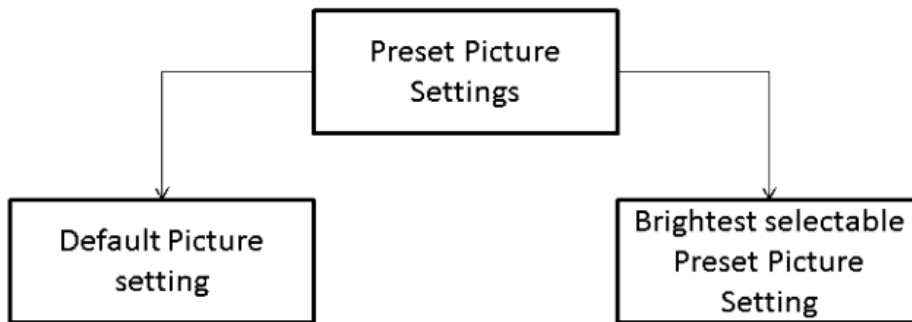 Preset Picture
Settings
Default Picture
setting
Brightest selectable
Preset Picture
Setting